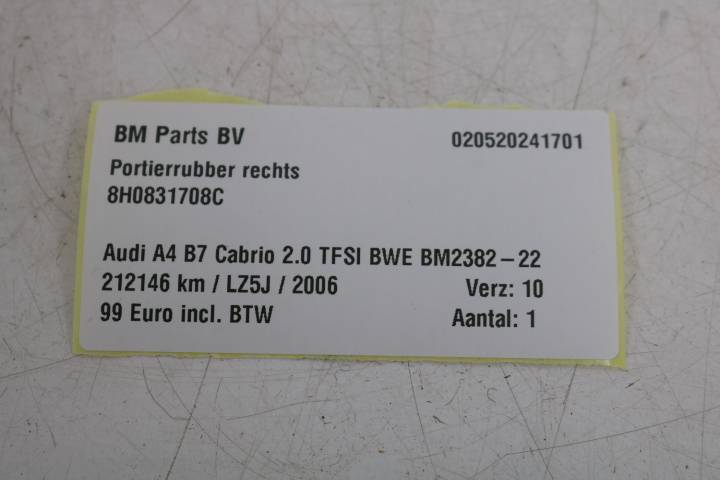 BM Parts BV 020520241701
Portierrubber rechts
8H0831708C
Audi A4 B7 Cabrio 2.0 TFSI BWE BM2382-22
212146 km / LZ5J / 2006 Verz: 10
99 Euro incl. BTW Aantal: 1